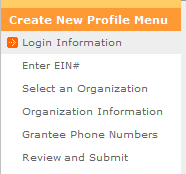 Create New Profile Menu
Login Information
Enter EIN#
Select an Organization
Organization Information
Grantee Phone Numbers
Review and Submit